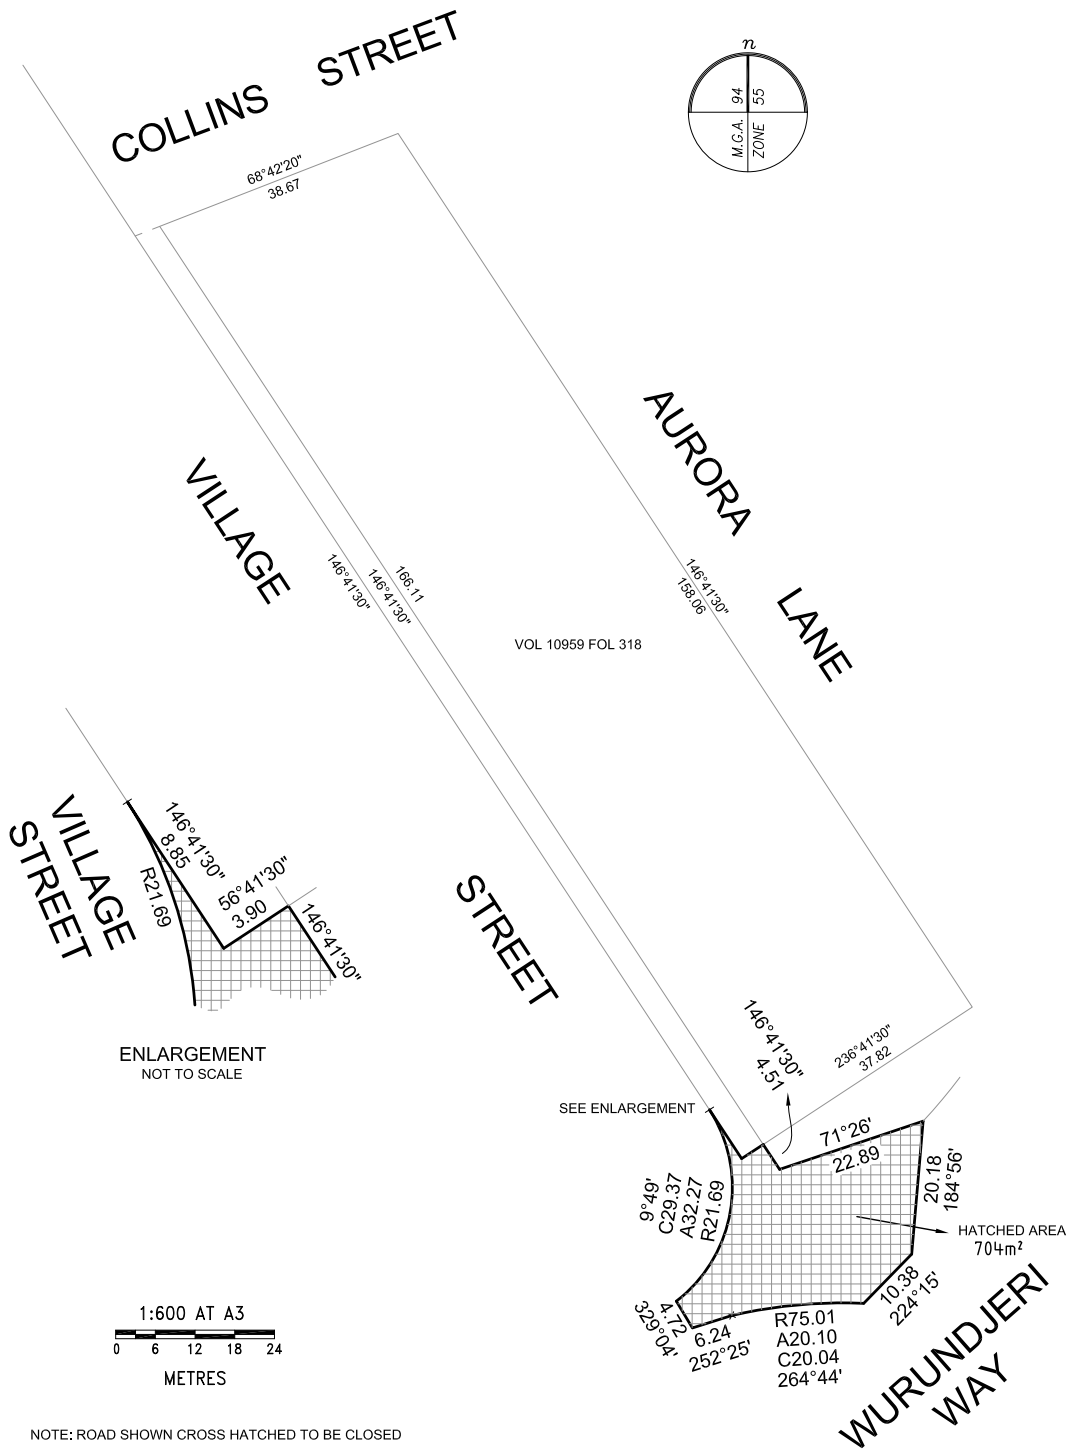 COLLINS STREET
n
94
55
M.G.A.
ZONE
68°42'20"
38.67
AURORA LANE
VILLAGE STREET
146°41'30"
146°41'30"
166.11
146°41'30"
158.06
VOL 10959 FOL 318
VILLAGE
STREET
146°41'30"
8.85
R21.69
56°41'30"
3.90
146°41'30"
ENLARGEMENT
NOT TO SCALE
146°41'30"
4.51
236°41'30"
37.82
SEE ENLARGEMENT
71°26'
22.89
20.18
184°56'
9°49'
C29.37
A32.27
R21.69
HATCHED AREA
704m²
10.38
224°15'
4.72
329°04'
6.24
252°25'
R75.01
A20.10
C20.04
264°44'
WURUNDJERI
WAY
1:600 AT A3
0 6 12 18 24
METRES
NOTE: ROAD SHOWN CROSS HATCHED TO BE CLOSED